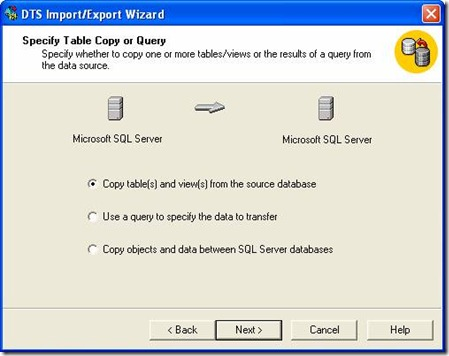 DTS Import/Export Wizard
Specify Table Copy or Query
Specify whether to copy one or more tables/views or the results of a query from
the data source.
Microsoft SQL Server
Microsoft SQL Server
Copy table(s) and view(s) from the source database
Use a query to specify the data to transfer
Copy objects and data between SQL Server databases
< Back
Next >
Cancel
Help